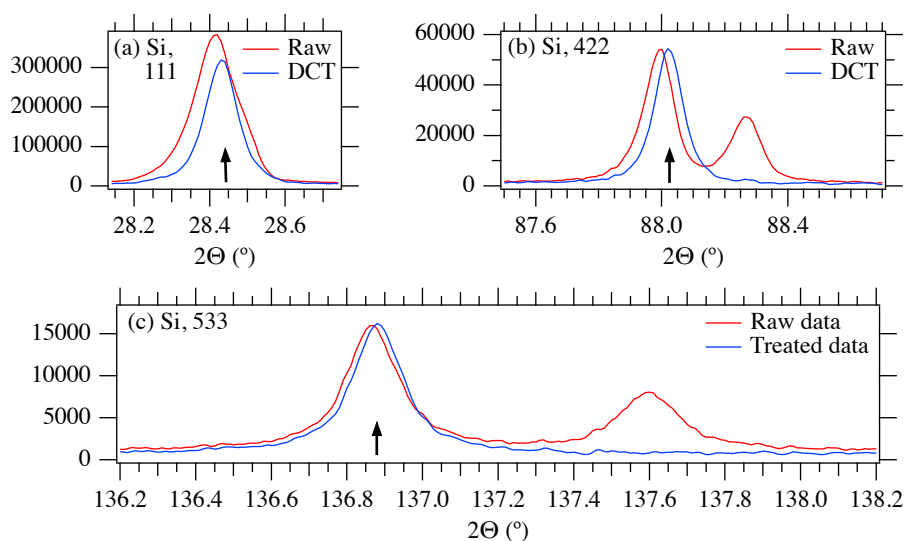 (a) Si, 111
Raw
DCT
300000
200000
100000
0
28.2 28.4 28.6
2Θ (º)
(b) Si, 422
Raw
DCT
60000
40000
20000
0
87.6 88.0 88.4
2Θ (º)
(c) Si, 533
Raw data
Treated data
15000
10000
5000
0
136.2 136.4 136.6 136.8 137.0 137.2 137.4 137.6 137.8 138.0 138.2
2Θ (º)